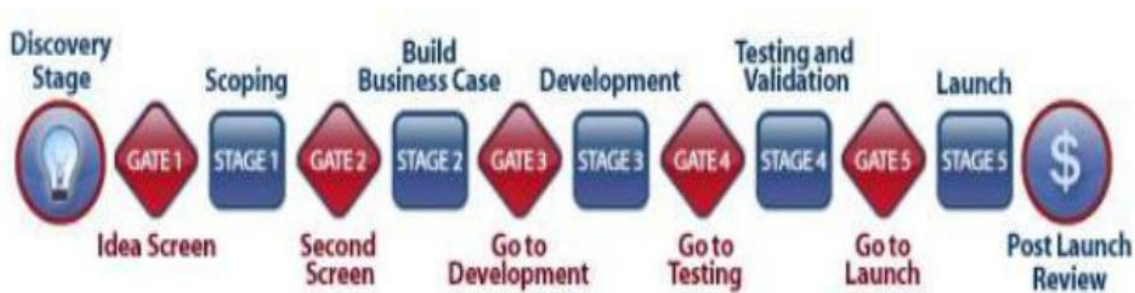 Discovery
Stage
Scoping
Build
Business Case
Development
Testing and
Validation
Launch
GATE 1
STAGE 1
GATE 2
STAGE 2
GATE 3
STAGE 3
GATE 4
STAGE 4
GATE 5
STAGE 5
$
Idea Screen
Second
Screen
Go to
Development
Go to
Testing
Go to
Launch
Post Launch
Review